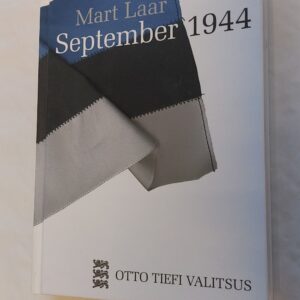 Mart Laar
September 1944
OTTO TIEFI VALITSUS